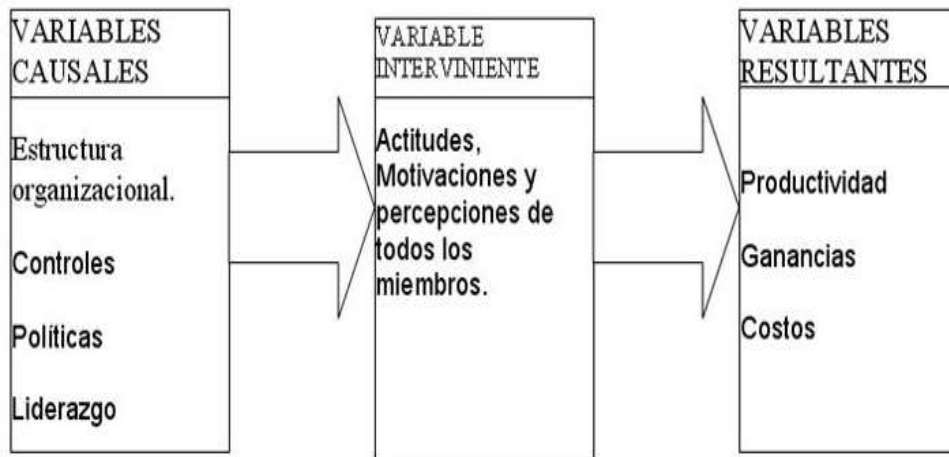 VARIABLES
CAUSALES
Estructura
organizacional.
Controles
Políticas
Liderazgo
VARIABLE
INTERVINIENTE
Actitudes,
Motivaciones y
percepciones de
todos los
miembros.
VARIABLES
RESULTANTES
Productividad
Ganancias
Costos